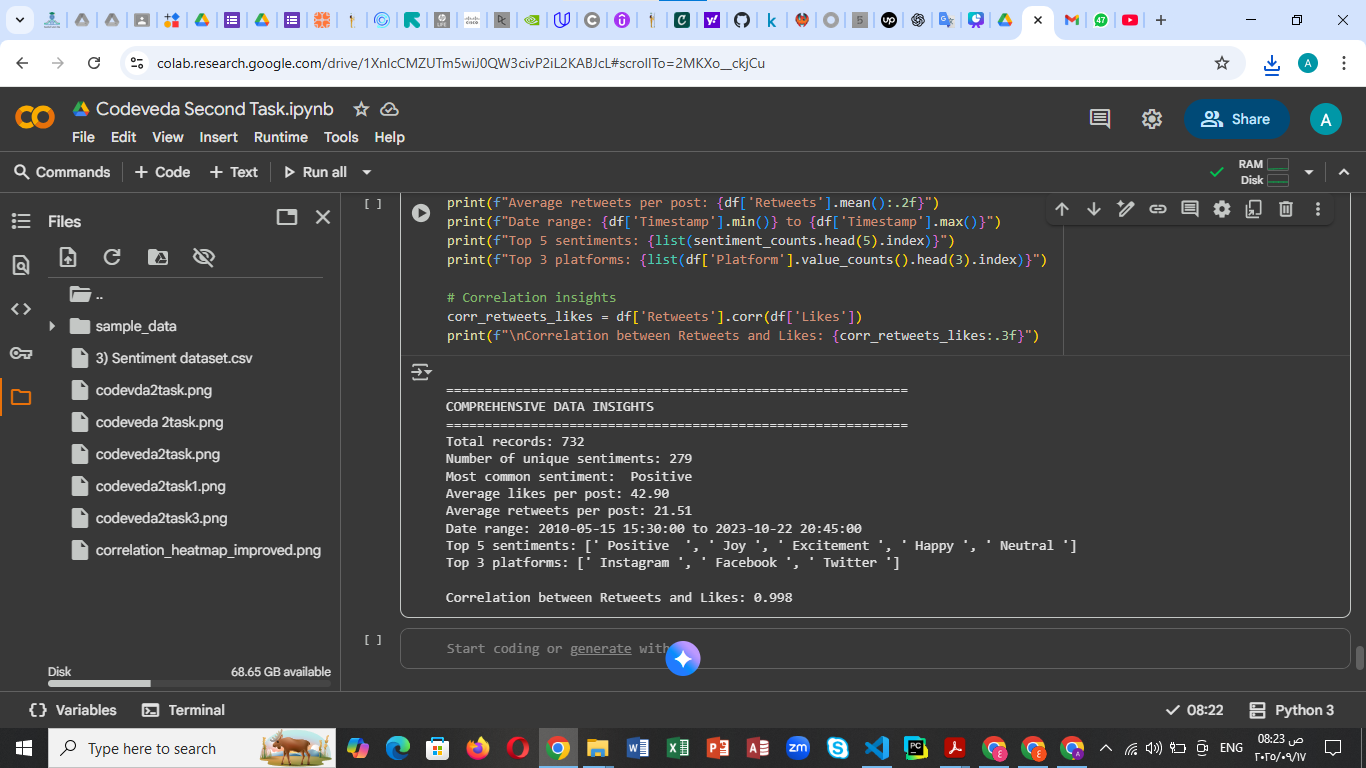 colab.research.google.com/drive/1XnlcCMZUTm5wiJ0QW3civP2iL2KABJcL#scrollTo=2MKXo__ckjCu
A
Codeveda Second Task.ipynb
File Edit View Insert Runtime Tools Help
Share
A
Commands + Code + Text Run all
RAM
Disk
Files
..
sample_data
3) Sentiment dataset.csv
codevda2task.png
codeveda 2task.png
codeveda2task.png
codeveda2task1.png
codeveda2task3.png
correlation_heatmap_improved.png
Disk 68.65 GB available
[ ]
print(f"Average retweets per post: {df['Retweets'].mean():.2f}")
print(f"Date range: {df['Timestamp'].min()} to {df['Timestamp'].max()}")
print(f"Top 5 sentiments: {list(sentiment_counts.head(5).index)}")
print(f"Top 3 platforms: {list(df['Platform'].value_counts().head(3).index)}")
# Correlation insights
corr_retweets_likes = df['Retweets'].corr(df['Likes'])
print(f"\nCorrelation between Retweets and Likes: {corr_retweets_likes:.3f}")
============================================================
COMPREHENSIVE DATA INSIGHTS
============================================================
Total records: 732
Number of unique sentiments: 279
Most common sentiment:  Positive
Average likes per post: 42.90
Average retweets per post: 21.51
Date range: 2010-05-15 15:30:00 to 2023-10-22 20:45:00
Top 5 sentiments: [' Positive  ', ' Joy ', ' Excitement ', ' Happy ', ' Neutral ']
Top 3 platforms: [' Instagram ', ' Facebook ', ' Twitter ']
Correlation between Retweets and Likes: 0.998
[ ]
Start coding or generate with
Variables Terminal
08:22 Python 3
Type here to search
ENG
08:23 ص
٢٠٢٥/٠٩/١٧